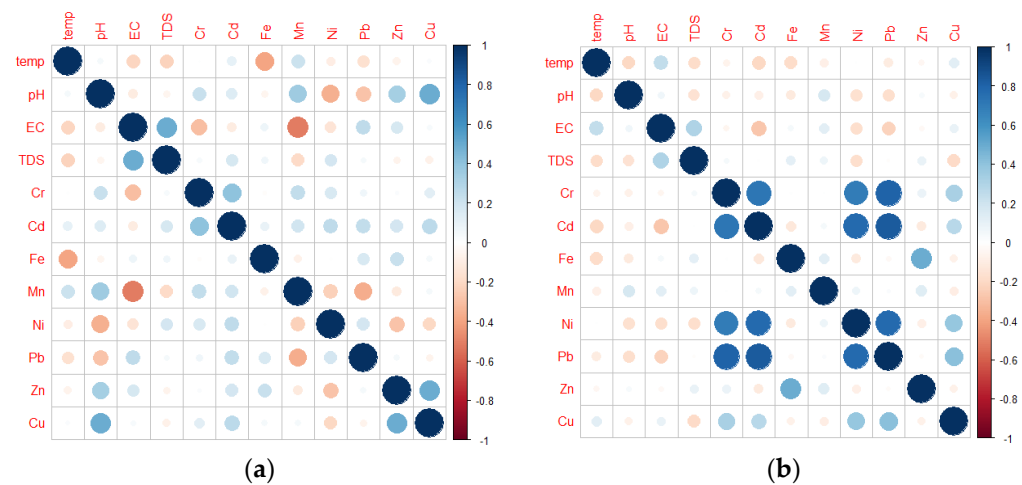 temp pH EC TDS Cr Cd Fe Mn Ni Pb Zn Cu
temp
pH
EC
TDS
Cr
Cd
Fe
Mn
Ni
Pb
Zn
Cu
1
0.8
0.6
0.4
0.2
0
-0.2
-0.4
-0.6
-0.8
-1
(a)
temp pH EC TDS Cr Cd Fe Mn Ni Pb Zn Cu
temp
pH
EC
TDS
Cr
Cd
Fe
Mn
Ni
Pb
Zn
Cu
1
0.8
0.6
0.4
0.2
0
-0.2
-0.4
-0.6
-0.8
-1
(b)